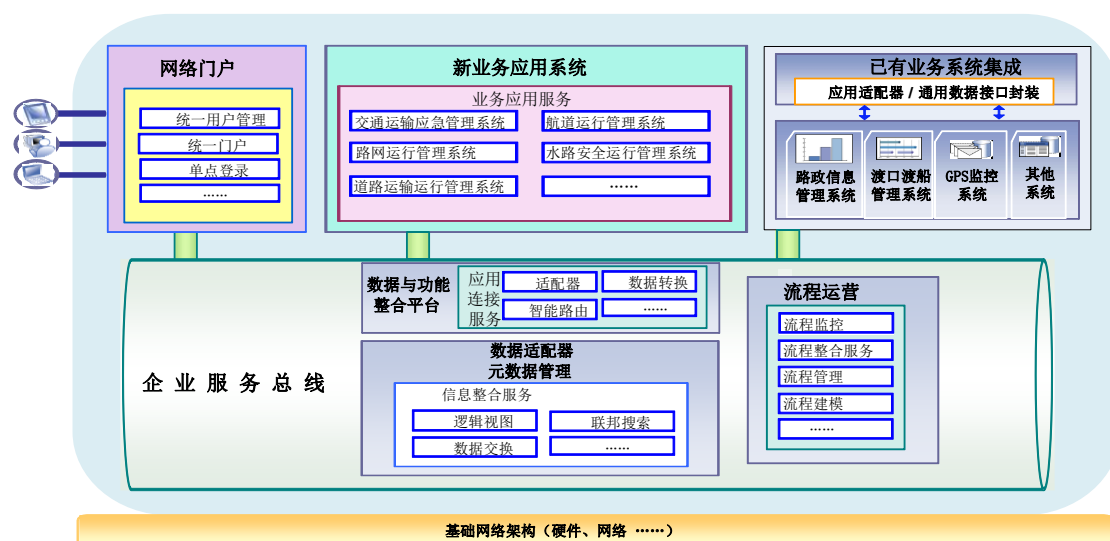 网络门户
统一用户管理
统一门户
单点登录
……
新业务应用系统
业务应用服务
交通运输应急管理系统
航道运行管理系统
路网运行管理系统
水路安全运行管理系统
道路运输运行管理系统
……
已有业务系统集成
应用适配器 / 通用数据接口封装
路政信息
管理系统
渡口渡船
管理系统
GPS监控
系统
其他
系统
企业服务总线
数据与功能
整合平台
应用
连接
服务
适配器
数据转换
智能路由
……
数据适配器
元数据管理
信息整合服务
逻辑视图
联邦搜索
数据交换
……
流程运营
流程监控
流程整合服务
流程管理
流程建模
……
基础网络架构（硬件、网络 ……）